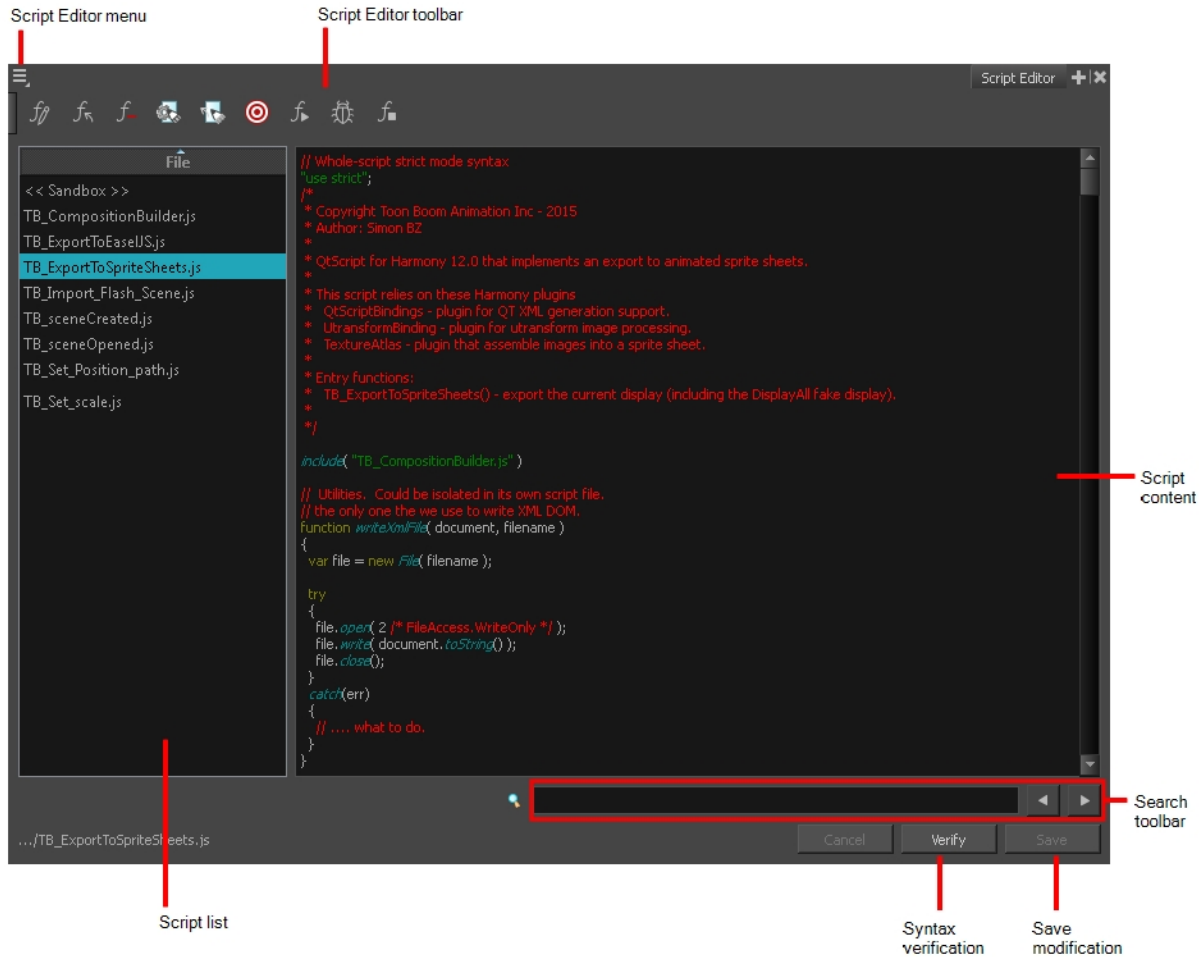 Script Editor menu
Script Editor toolbar
Script Editor
File
<< Sandbox >>
TB_CompositionBuilder.js
TB_ExportToEaselJS.js
TB_ExportToSpriteSheets.js
TB_Import_Flash_Scene.js
TB_sceneCreated.js
TB_sceneOpened.js
TB_Set_Position_path.js
TB_Set_scale.js
// Whole-script strict mode syntax
"use strict";
/*
* Copyright Toon Boom Animation Inc - 2015
* Author: Simon BZ
*
* QtScript for Harmony 12.0 that implements an export to animated sprite sheets.
*
* This script relies on these Harmony plugins
*  QtScriptBindings - plugin for QT XML generation support.
*  UtransformBinding - plugin for utransform image processing.
*  TextureAtlas - plugin that assemble images into a sprite sheet.
*
* Entry functions:
*  TB_ExportToSpriteSheets() - export the current display (including the DisplayAll fake display).
*
*/
include( "TB_CompositionBuilder.js" )
//  Utilities.  Could be isolated in its own script file.
// the only one the we use to write XML DOM.
function writeXmlFile( document, filename )
{
var file = new File( filename );
try
{
file.open( 2 /* FileAccess.WriteOnly */ );
file.write( document.toString() );
file.close();
}
catch(err)
{
// .... what to do.
}
}
Script
content
Search
toolbar
.../TB_ExportToSpriteSheets.js
Cancel
Verify
Save
Script list
Syntax
verification
Save
modification